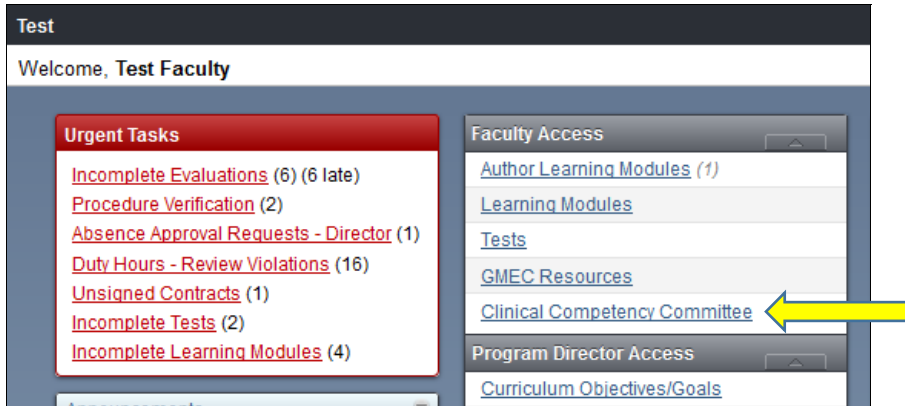 Test
Welcome, Test Faculty
Urgent Tasks
Incomplete Evaluations (6) (6 late)
Procedure Verification (2)
Absence Approval Requests - Director (1)
Duty Hours - Review Violations (16)
Unsigned Contracts (1)
Incomplete Tests (2)
Incomplete Learning Modules (4)
Faculty Access
Author Learning Modules (1)
Learning Modules
Tests
GMEC Resources
Clinical Competency Committee
Program Director Access
Curriculum Objectives/Goals